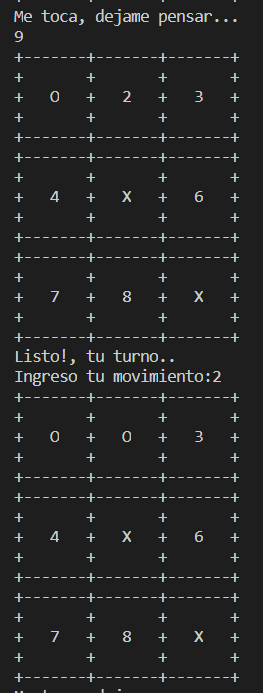 Me toca, dejame pensar...
9
+-------+-------+-------+
+       +       +       +
+   O   +   2   +   3   +
+       +       +       +
+-------+-------+-------+
+-------+-------+-------+
+       +       +       +
+   4   +   X   +   6   +
+       +       +       +
+-------+-------+-------+
+-------+-------+-------+
+       +       +       +
+   7   +   8   +   X   +
+       +       +       +
+-------+-------+-------+
Listo!, tu turno..
Ingreso tu movimiento:2
+-------+-------+-------+
+       +       +       +
+   O   +   O   +   3   +
+       +       +       +
+-------+-------+-------+
+-------+-------+-------+
+       +       +       +
+   4   +   X   +   6   +
+       +       +       +
+-------+-------+-------+
+-------+-------+-------+
+       +       +       +
+   7   +   8   +   X   +
+       +       +       +
+-------+-------+-------+